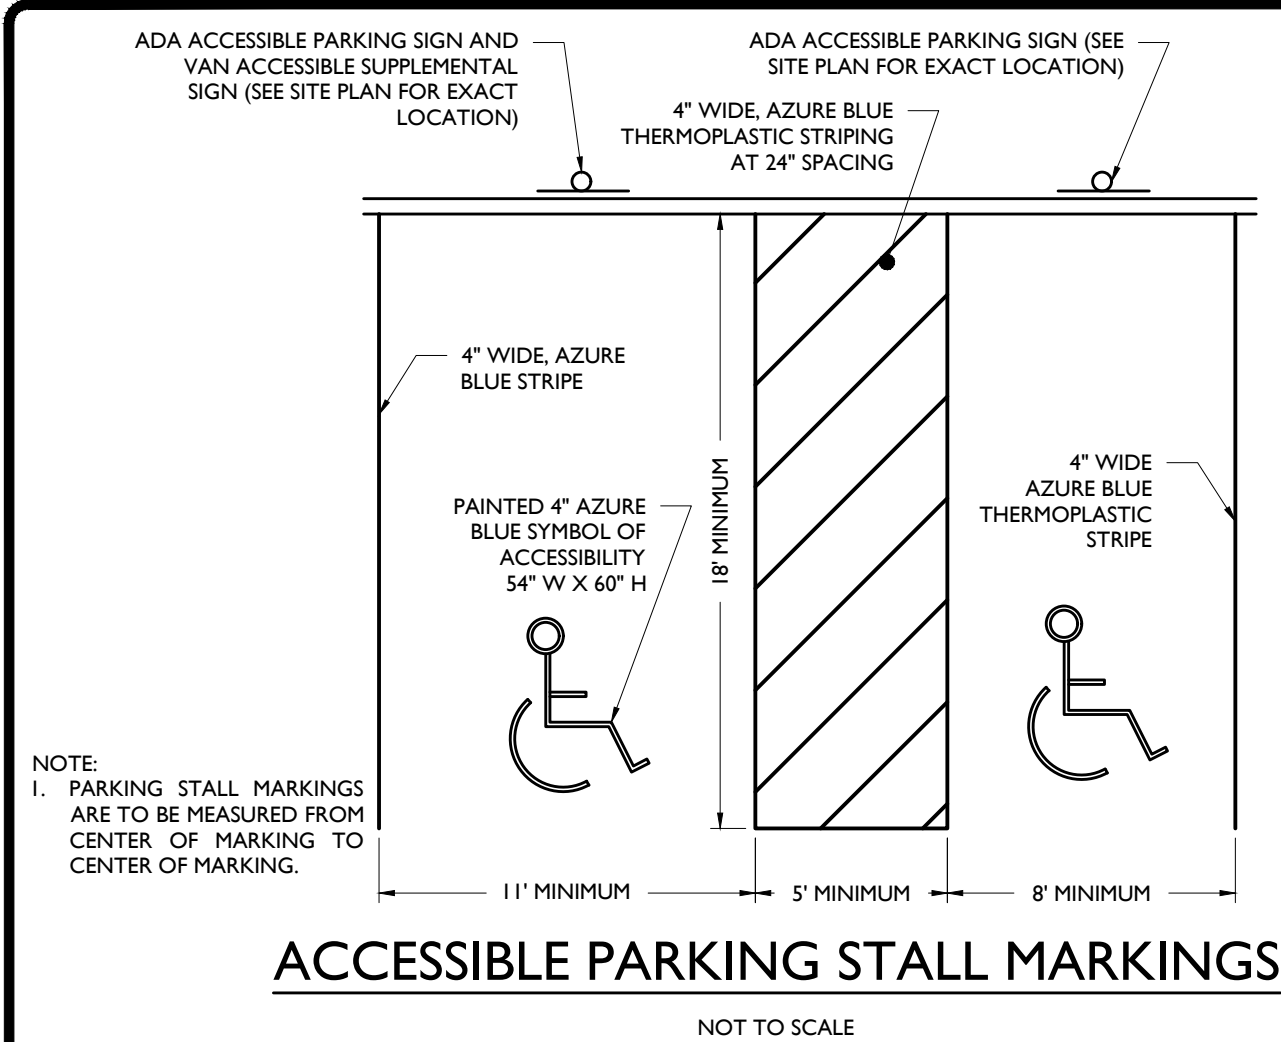 ADA ACCESSIBLE PARKING SIGN AND
VAN ACCESSIBLE SUPPLEMENTAL
SIGN (SEE SITE PLAN FOR EXACT
LOCATION)
ADA ACCESSIBLE PARKING SIGN (SEE
SITE PLAN FOR EXACT LOCATION)
4" WIDE, AZURE BLUE
THERMOPLASTIC STRIPING
AT 24" SPACING
4" WIDE, AZURE
BLUE STRIPE
18' MINIMUM
4" WIDE
AZURE BLUE
THERMOPLASTIC
STRIPE
PAINTED 4" AZURE
BLUE SYMBOL OF
ACCESSIBILITY
54" W X 60" H
NOTE:
1. PARKING STALL MARKINGS
ARE TO BE MEASURED FROM
CENTER OF MARKING TO
CENTER OF MARKING.
11' MINIMUM
5' MINIMUM
8' MINIMUM
ACCESSIBLE PARKING STALL MARKINGS
NOT TO SCALE